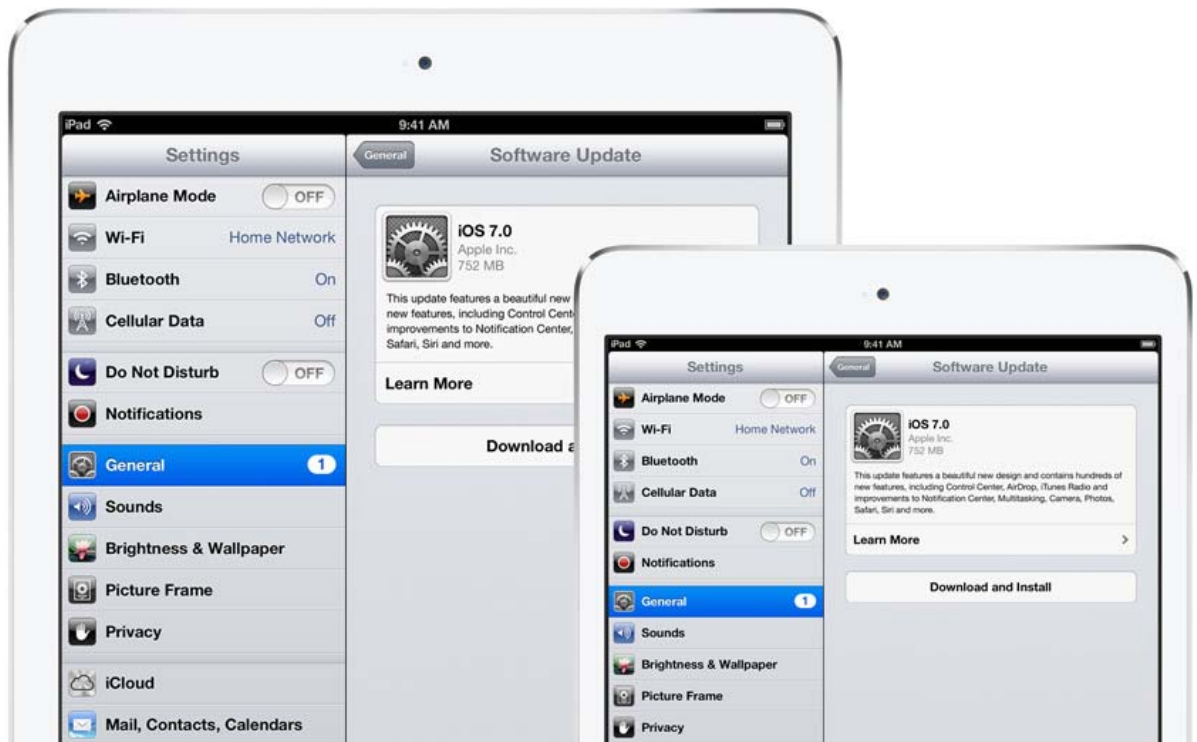 iPad
9:41 AM
Settings
General
Software Update
Airplane Mode
OFF
Wi-Fi
Home Network
Bluetooth
On
Cellular Data
Off
Do Not Disturb
OFF
Notifications
General
1
Sounds
Brightness & Wallpaper
Picture Frame
Privacy
iCloud
Mail, Contacts, Calendars
iOS 7.0
Apple Inc.
752 MB
This update features a beautiful new
new features, including Control Cent
improvements to Notification Center,
Safari, Siri and more.
Learn More
Download a
iPad
9:41 AM
Settings
General
Software Update
Airplane Mode
OFF
Wi-Fi
Home Network
Bluetooth
On
Cellular Data
Off
Do Not Disturb
OFF
Notifications
General
1
Sounds
Brightness & Wallpaper
Picture Frame
Privacy
iOS 7.0
Apple Inc.
752 MB
This update features a beautiful new design and contains hundreds of
new features, including Control Center, AirDrop, iTunes Radio and
improvements to Notification Center, Multitasking, Camera, Photos,
Safari, Siri and more.
Learn More
Download and Install